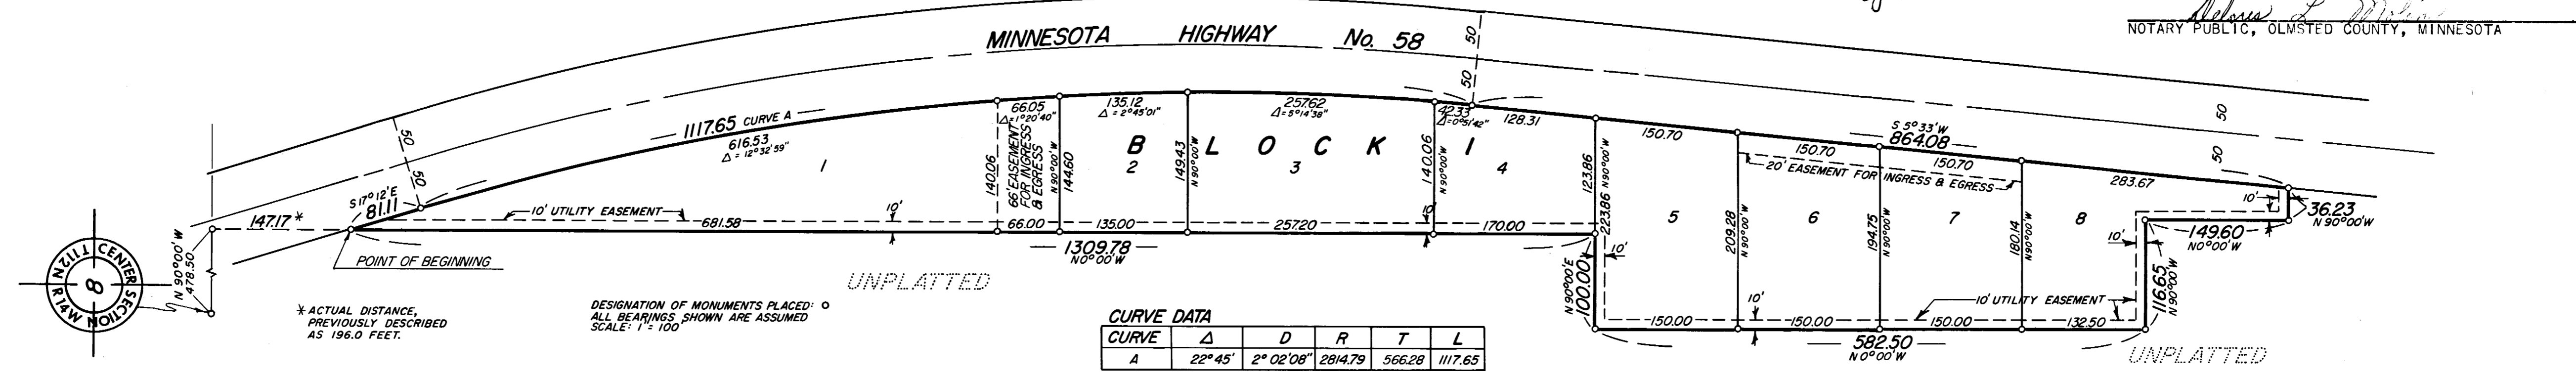 Delores L.
NOTARY PUBLIC, OLMSTED COUNTY, MINNESOTA
MINNESOTA HIGHWAY No. 58
50
50
50
50
50
50
1117.65 CURVE A
616.53
Δ = 12°32'59"
66.05
Δ=1°20'40"
135.12
Δ = 2°45'01"
257.62
Δ=5°14'38"
42.33
Δ=0°51'42"
128.31
150.70
S 5°33'W
864.08
150.70
150.70
283.67
BLOCK 1
1
2
3
4
5
6
7
8
140.06
66' EASEMENT
FOR INGRESS
& EGRESS
144.60
N 90°00'W
149.43
N 90°00'W
140.06
N 90°00'W
123.86
N 90°00'W
223.86
209.28
N 90°00'W
194.75
N 90°00'W
180.14
N 90°00'W
20' EASEMENT FOR INGRESS & EGRESS
S 17°12'E
81.11
147.17 *
10' UTILITY EASEMENT
10'
10'
681.58
66.00
135.00
257.20
170.00
1309.78
N 0°00'W
POINT OF BEGINNING
N 90°00'W
478.50
CENTER SECTION
T112N R14W
8
UNPLATTED
* ACTUAL DISTANCE,
PREVIOUSLY DESCRIBED
AS 196.0 FEET.
DESIGNATION OF MONUMENTS PLACED: o
ALL BEARINGS SHOWN ARE ASSUMED
SCALE: 1" = 100'
CURVE DATA
CURVE Δ D R T L
A 22°45' 2°02'08" 2814.79 566.28 1117.65
N 90°00'E
100.00
10'
10'
150.00
150.00
150.00
132.50
10' UTILITY EASEMENT
582.50
N 0°00'W
10'
10'
36.23
N 90°00'W
149.60
N 0°00'W
116.65
N 90°00'W
UNPLATTED